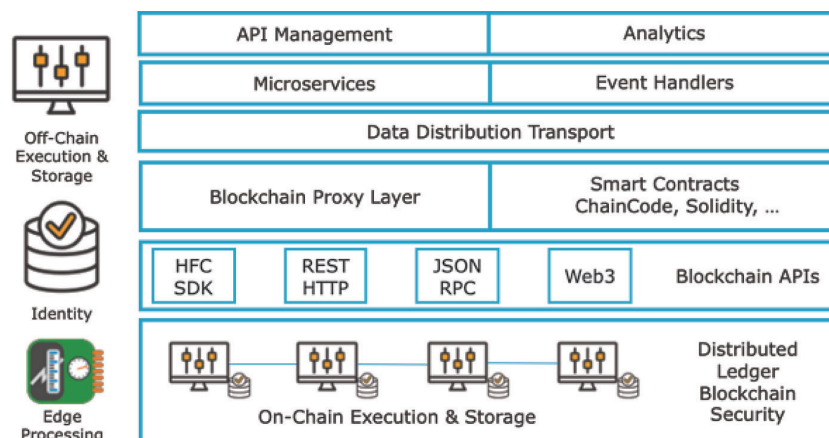 API Management
Analytics
Microservices
Event Handlers
Data Distribution Transport
Off-Chain
Execution &
Storage
Blockchain Proxy Layer
Smart Contracts
ChainCode, Solidity, ...
HFC
SDK
REST
HTTP
JSON
RPC
Web3
Blockchain APIs
Identity
Distributed
Ledger
Blockchain
Security
On-Chain Execution & Storage
Edge
Processing